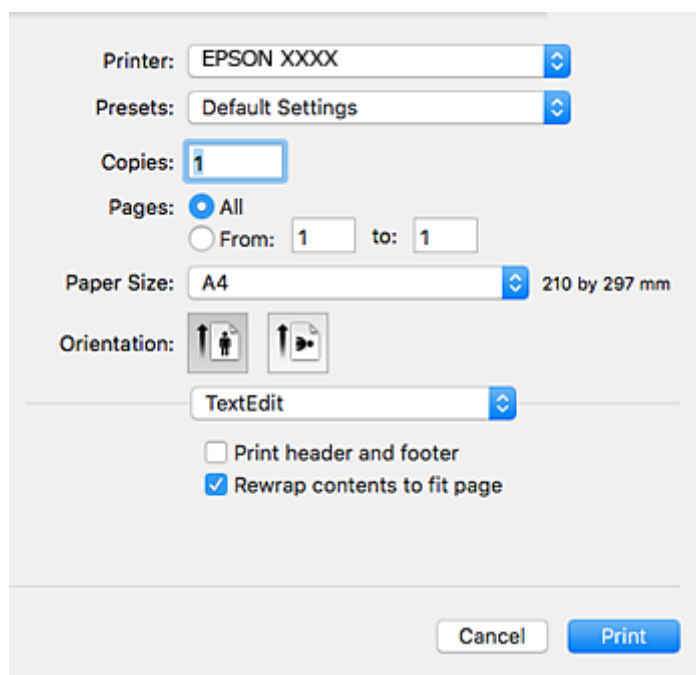 Printer: EPSON XXXX
Presets: Default Settings
Copies: 1
Pages: All
From: 1 to: 1
Paper Size: A4 210 by 297 mm
Orientation:
TextEdit
Print header and footer
Rewrap contents to fit page
Cancel Print